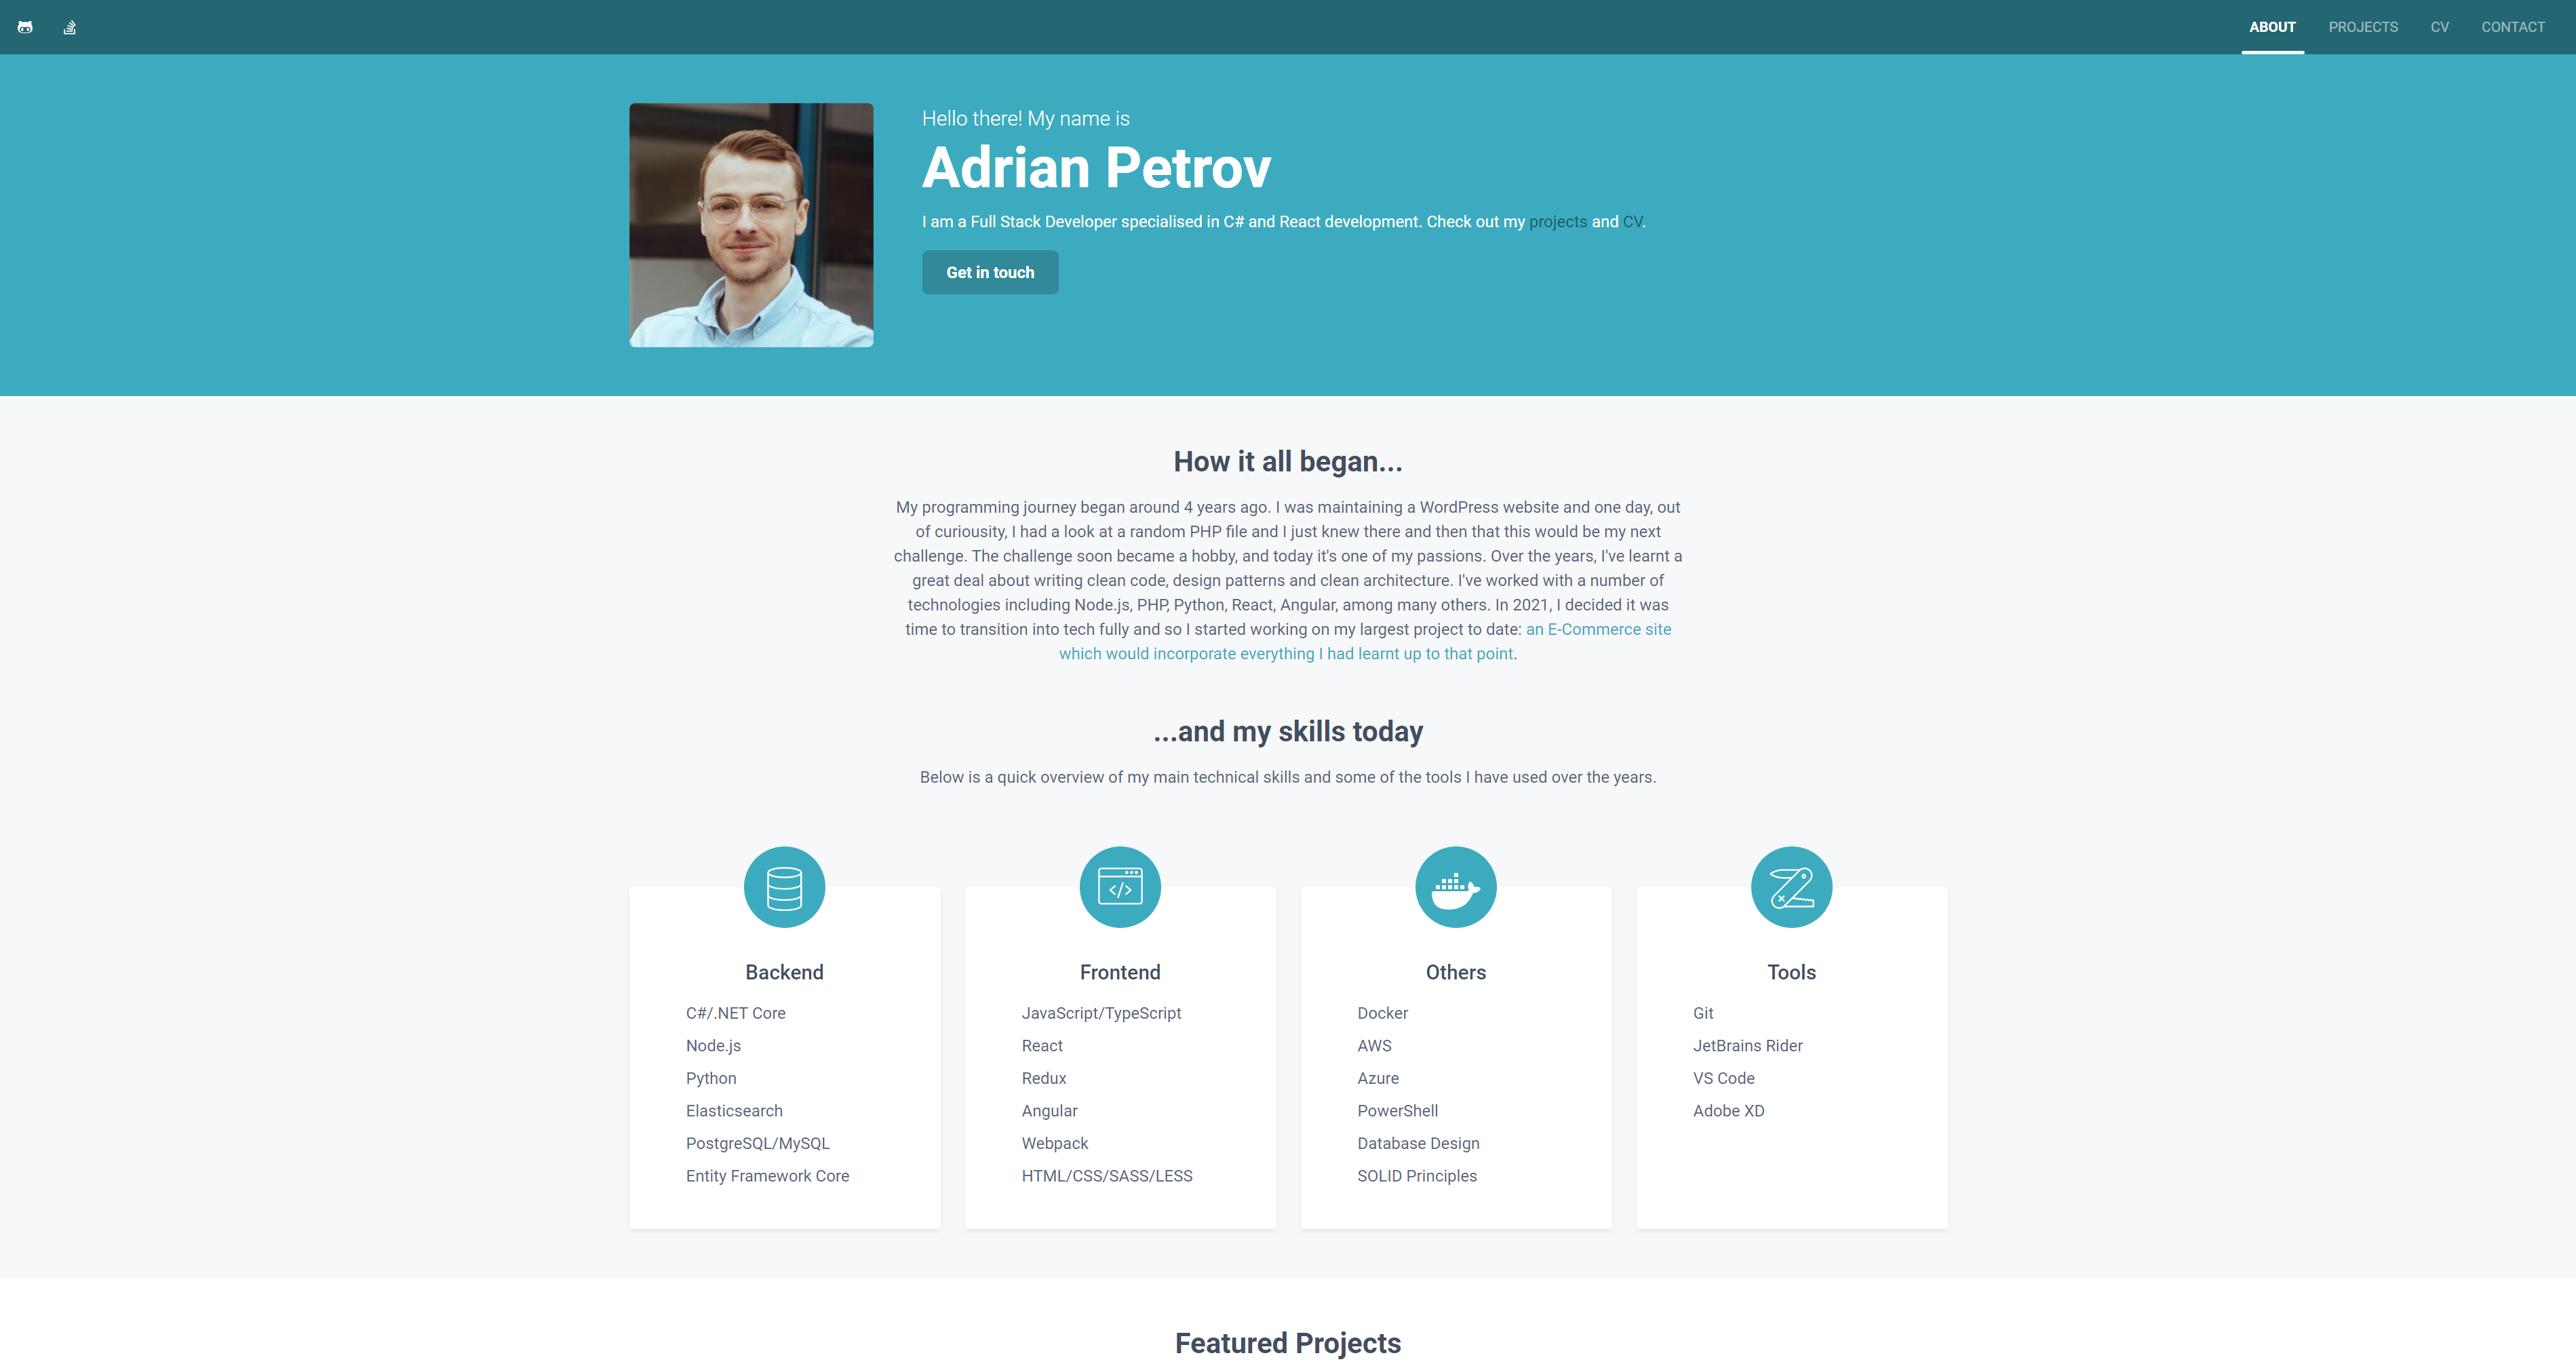 ABOUT PROJECTS CV CONTACT
Hello there! My name is
Adrian Petrov
I am a Full Stack Developer specialised in C# and React development. Check out my projects and CV.
Get in touch
How it all began...
My programming journey began around 4 years ago. I was maintaining a WordPress website and one day, out
of curiousity, I had a look at a random PHP file and I just knew there and then that this would be my next
challenge. The challenge soon became a hobby, and today it's one of my passions. Over the years, I've learnt a
great deal about writing clean code, design patterns and clean architecture. I've worked with a number of
technologies including Node.js, PHP, Python, React, Angular, among many others. In 2021, I decided it was
time to transition into tech fully and so I started working on my largest project to date: an E-Commerce site
which would incorporate everything I had learnt up to that point.
...and my skills today
Below is a quick overview of my main technical skills and some of the tools I have used over the years.
Backend
C#/.NET Core
Node.js
Python
Elasticsearch
PostgreSQL/MySQL
Entity Framework Core
Frontend
JavaScript/TypeScript
React
Redux
Angular
Webpack
HTML/CSS/SASS/LESS
Others
Docker
AWS
Azure
PowerShell
Database Design
SOLID Principles
Tools
Git
JetBrains Rider
VS Code
Adobe XD
Featured Projects